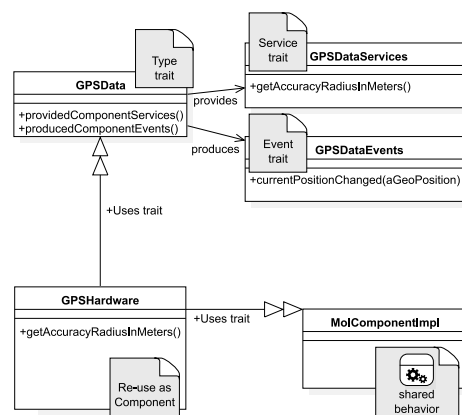 Type
trait
GPSData
+providedComponentServices()
+producedComponentEvents()
provides
produces
Service
trait
GPSDataServices
+getAccuracyRadiusInMeters()
Event
trait
GPSDataEvents
+currentPositionChanged(aGeoPosition)
+Uses trait
GPSHardware
+getAccuracyRadiusInMeters()
Re-use as
Component
+Uses trait
MolComponentImpl
shared
behavior